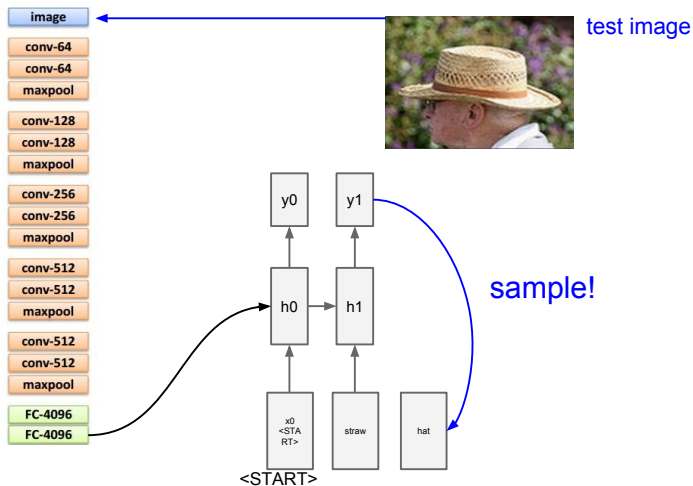 image
conv-64
conv-64
maxpool
conv-128
conv-128
maxpool
conv-256
conv-256
maxpool
conv-512
conv-512
maxpool
conv-512
conv-512
maxpool
FC-4096
FC-4096
test image
y0
y1
sample!
h0
h1
x0
<STA
RT>
straw
hat
<START>